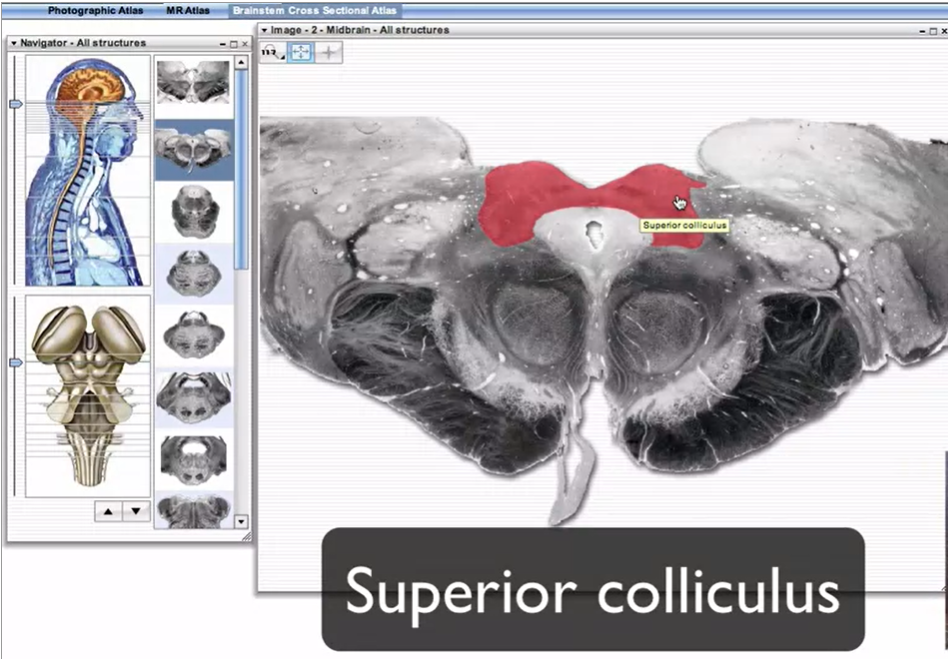 Photographic Atlas MR Atlas Brainstem Cross Sectional Atlas
Navigator - All structures
Image - 2 - Midbrain - All structures
Superior colliculus
Superior colliculus